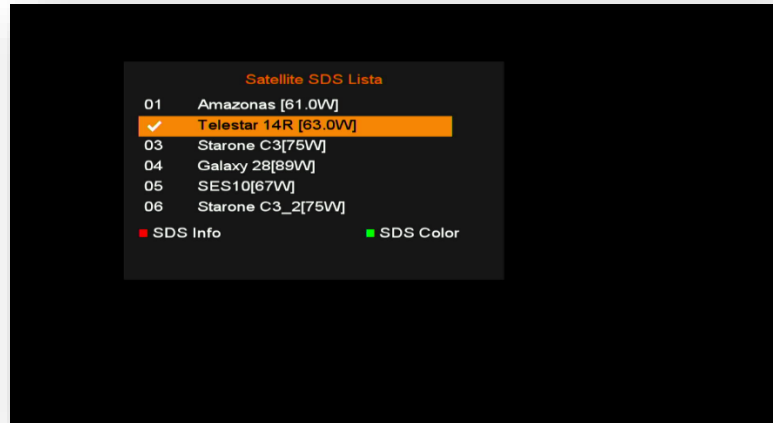 Satellite SDS Lista
01 Amazonas [61.0W]
✓ Telestar 14R [63.0W]
03 Starone C3[75W]
04 Galaxy 28[89W]
05 SES10[67W]
06 Starone C3_2[75W]
SDS Info SDS Color